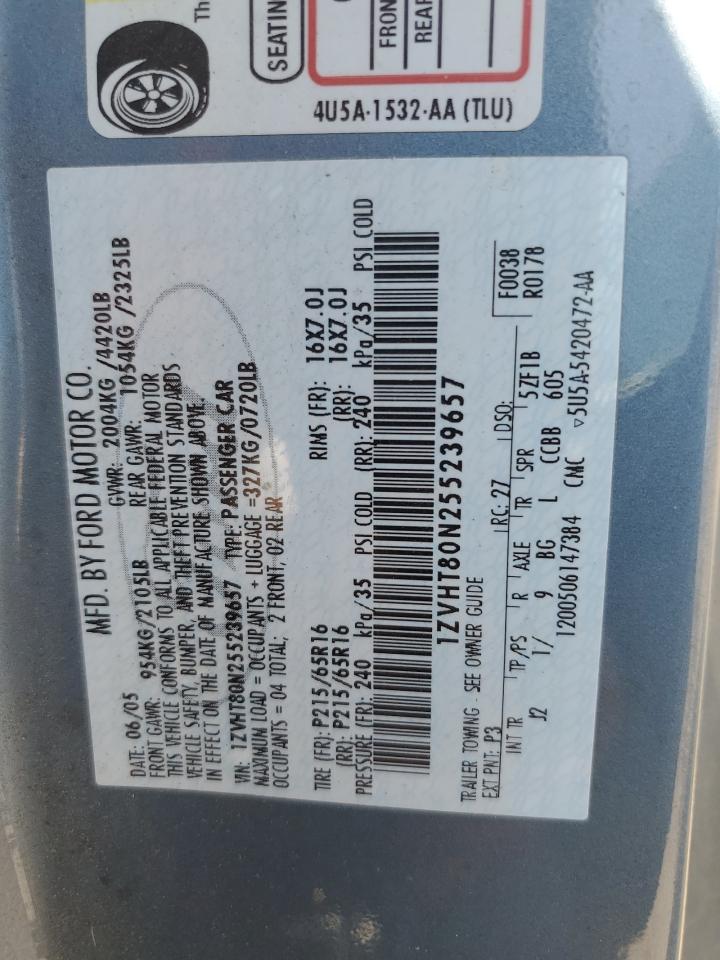 Th
SEATIN
FRON
REAR
4U5A-1532-AA (TLU)
MFD. BY FORD MOTOR CO.
DATE: 06/05 GVWR: 2004KG /4420LB
FRONT GAWR: 954KG/2105LB REAR GAWR: 1054KG /2325LB
THIS VEHICLE CONFORMS TO ALL APPLICABLE FEDERAL MOTOR
VEHICLE SAFETY, BUMPER, AND THEFT PREVENTION STANDARDS
IN EFFECT ON THE DATE OF MANUFACTURE SHOWN ABOVE.
VIN: 1ZVHT80N255239657 TYPE: PASSENGER CAR
MAXIMUM LOAD = OCCUPANTS + LUGGAGE =327KG/0720LB
OCCUPANTS = 04 TOTAL; 2 FRONT, 02 REAR
TIRE (FR): P215/65R16 RIMS (FR): 16X7.0J
(RR): P215/65R16 (RR): 16X7.0J
PRESSURE (FR): 240 kPa/35 PSI COLD (RR): 240 kPa/35 PSI COLD
1ZVHT80N255239657
TRAILER TOWING - SEE OWNER GUIDE
EXT PNT: P3 RC: 27 DSO: F0038
R0178
INT TR TP/PS R AXLE TR SPR 5ZF1B
J2 1/ 9 BG L CCBB 605
1200506147384 CMC ▽5U5A-5420472-AA